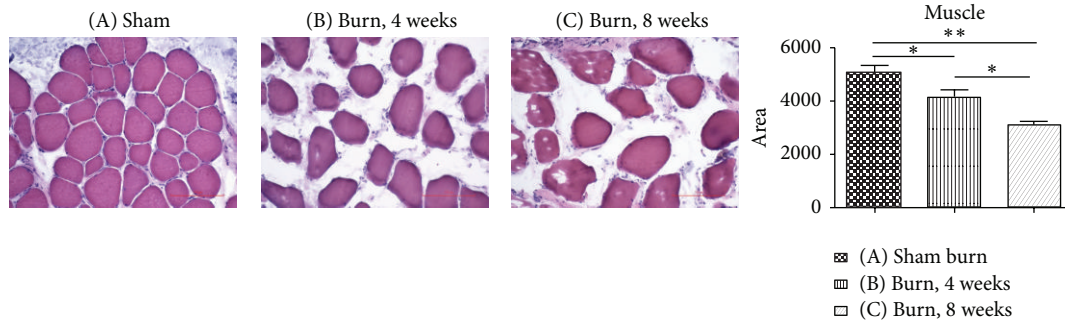 (A) Sham
(B) Burn, 4 weeks
(C) Burn, 8 weeks
Muscle
**
*
*
6000
4000
2000
0
Area
(A) Sham burn
(B) Burn, 4 weeks
(C) Burn, 8 weeks